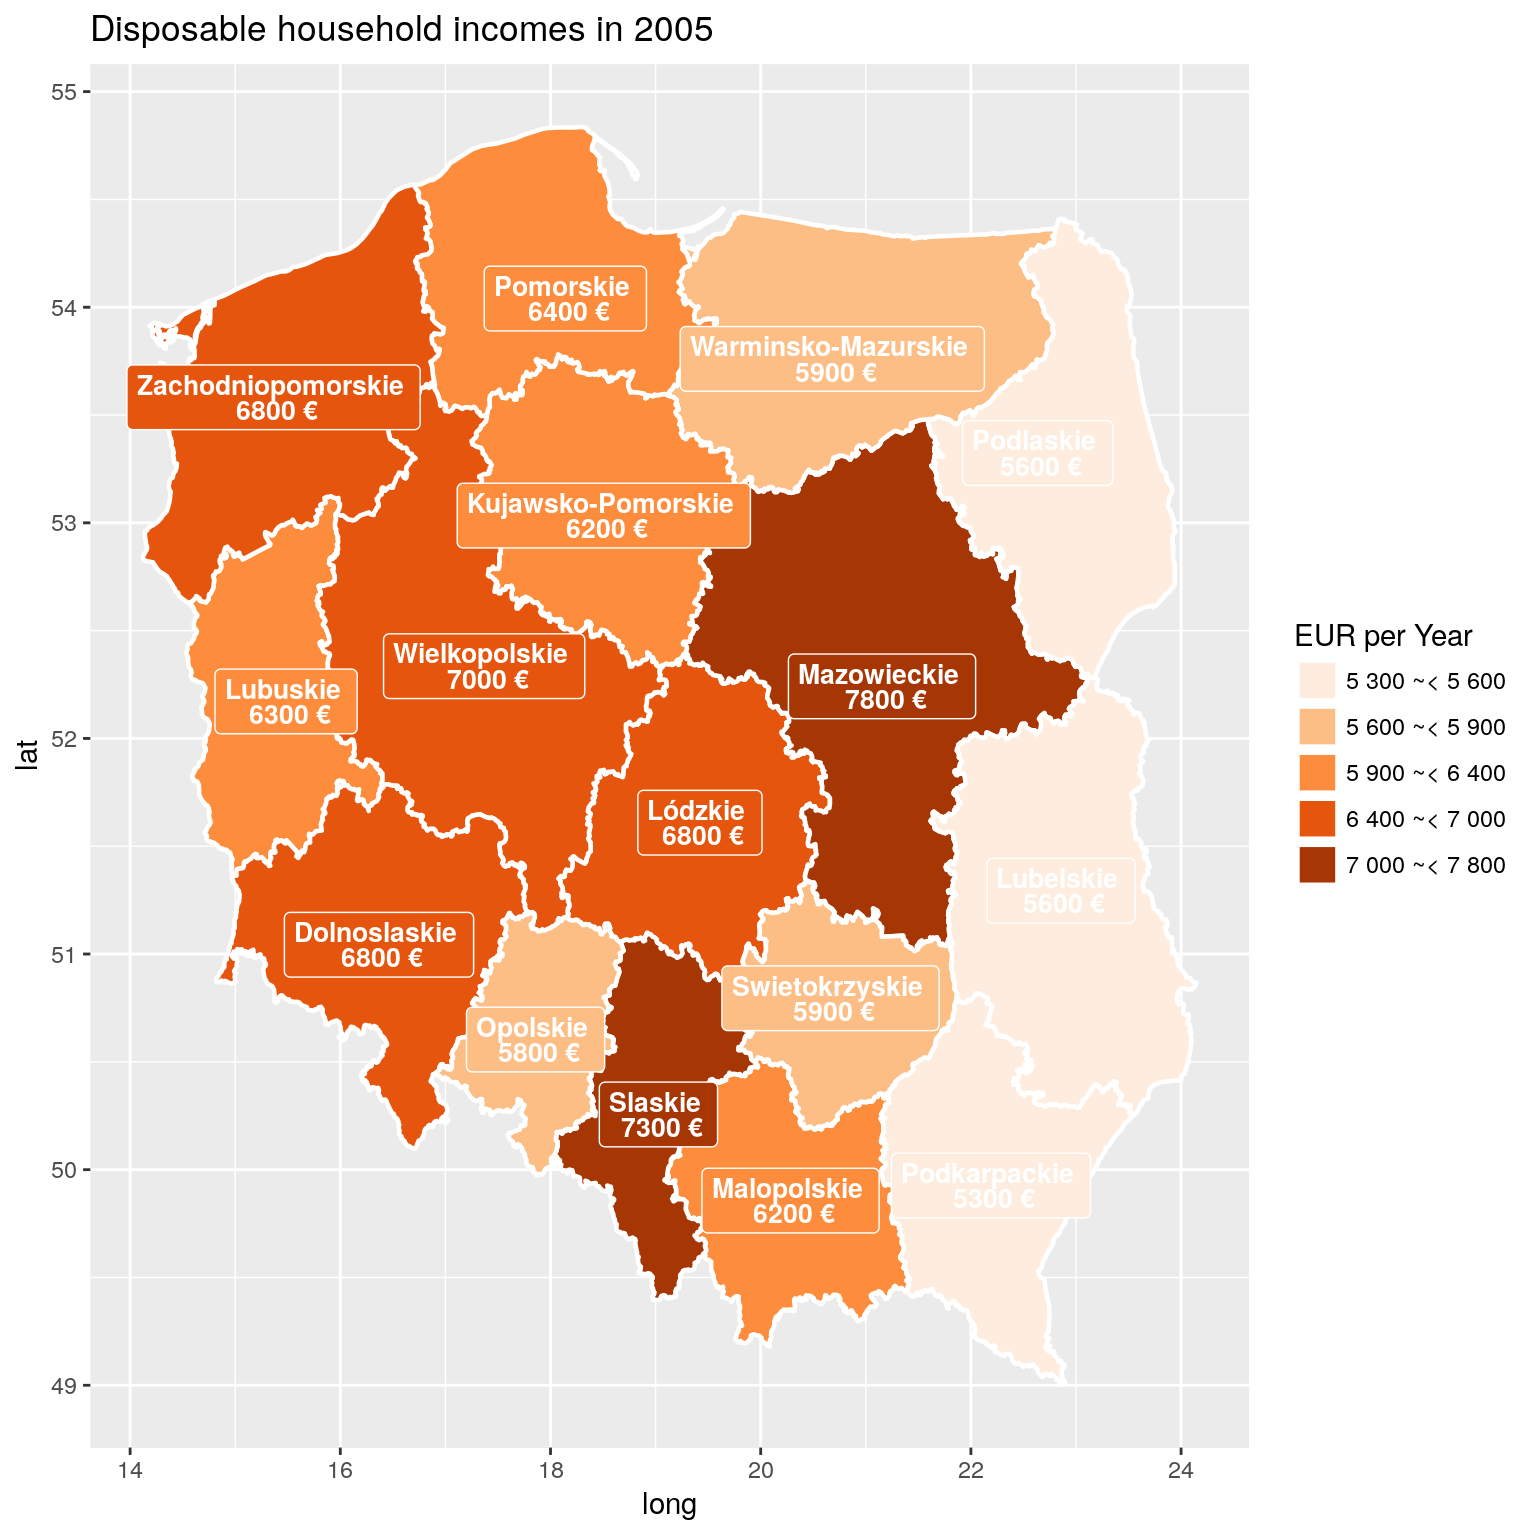 Disposable household incomes in 2005
55
54
53
52
51
50
49
lat
14
16
18
20
22
24
long
Pomorskie
6400 €
Warminsko-Mazurskie
5900 €
Zachodniopomorskie
6800 €
Podlaskie
5600 €
Kujawsko-Pomorskie
6200 €
Wielkopolskie
7000 €
Mazowieckie
7800 €
Lubuskie
6300 €
Lódzkie
6800 €
Lubelskie
5600 €
Dolnoslaskie
6800 €
Swietokrzyskie
5900 €
Opolskie
5800 €
Slaskie
7300 €
Podkarpackie
5300 €
Malopolskie
6200 €
EUR per Year
5 300 ~< 5 600
5 600 ~< 5 900
5 900 ~< 6 400
6 400 ~< 7 000
7 000 ~< 7 800